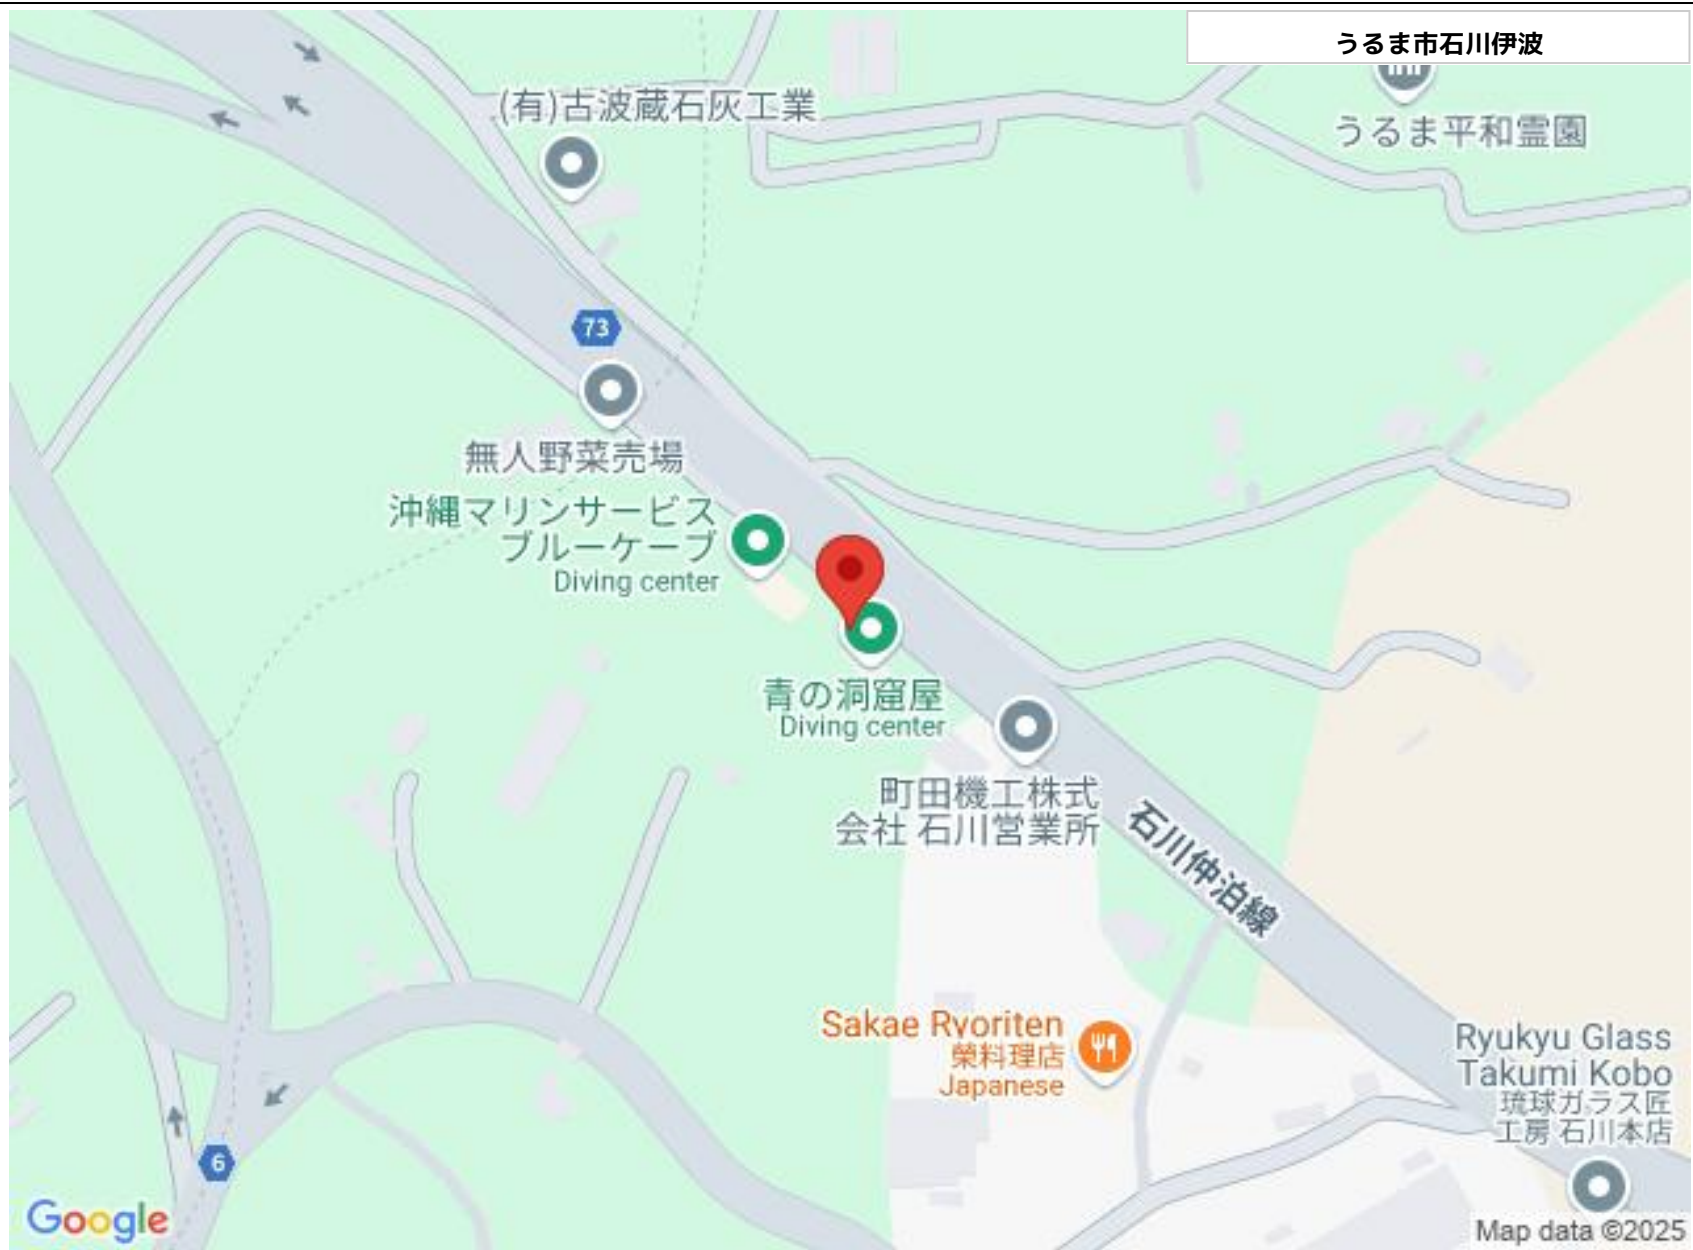 うるま市石川伊波
(有)古波蔵石灰工業
うるま平和霊園
73
無人野菜売場
沖縄マリンサービス
ブルーケーブ
Diving center
青の洞窟屋
Diving center
町田機工株式
会社 石川営業所
石川仲泊線
Sakae Ryoriten
榮料理店
Japanese
Ryukyu Glass
Takumi Kobo
琉球ガラス匠
工房 石川本店
6
Google
Map data ©2025